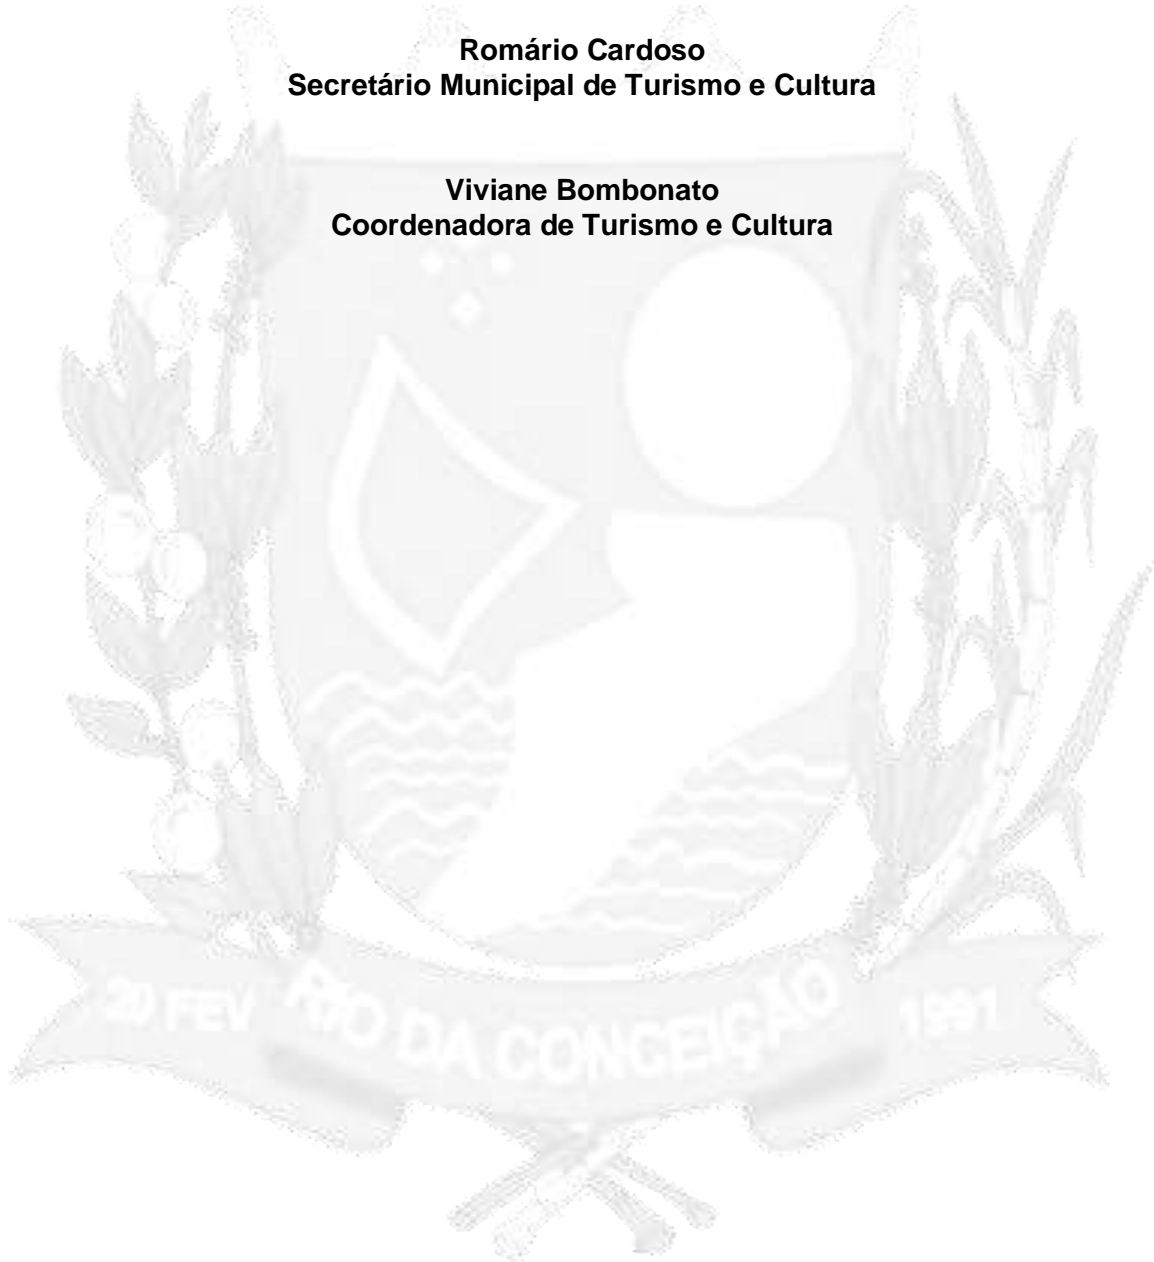 Romário Cardoso
Secretário Municipal de Turismo e Cultura
Viviane Bombonato
Coordenadora de Turismo e Cultura
20 FEV RIO DA CONCEIÇÃO 1991